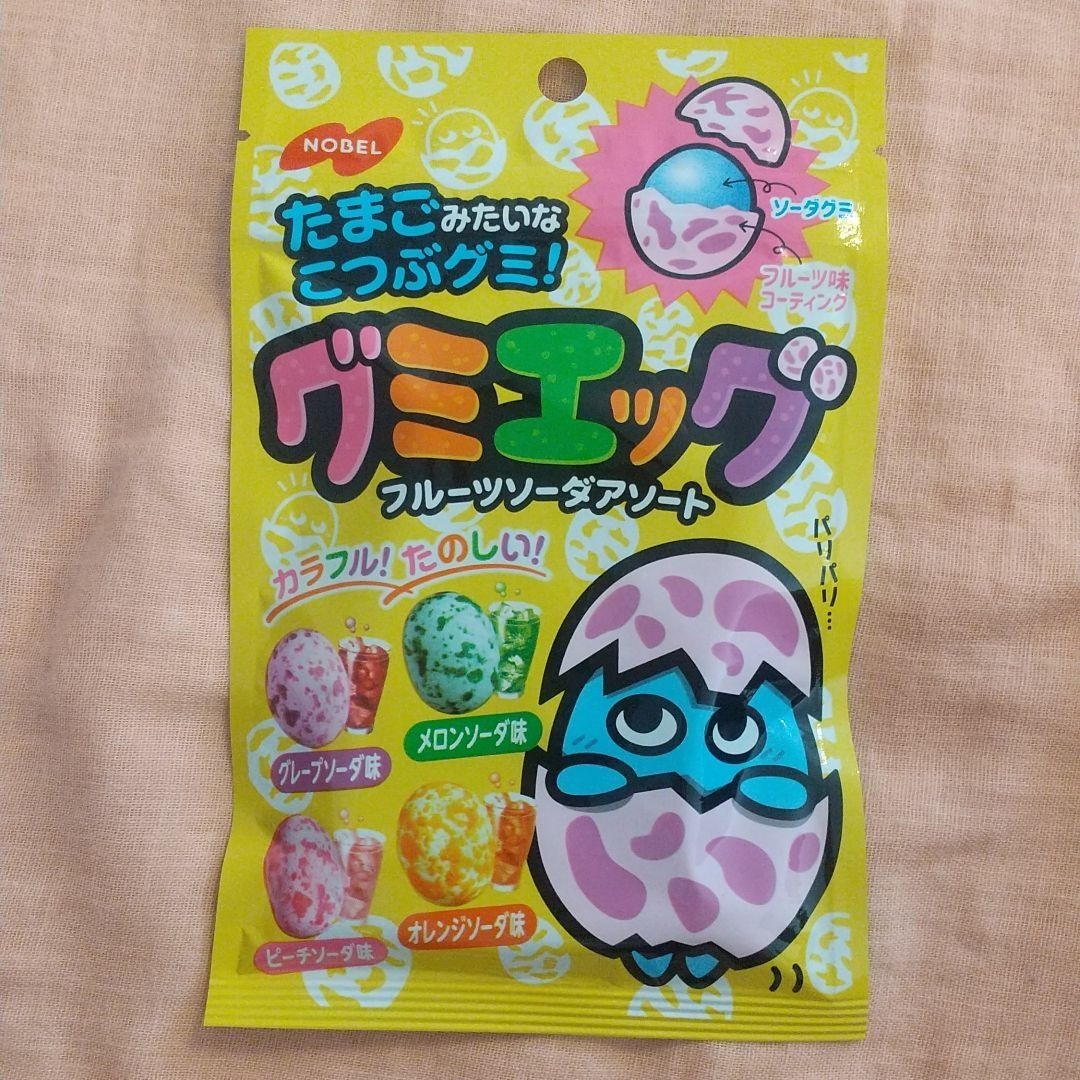 NOBEL
たまごみたいな
こつぶグミ!
ソーダグミ
フルーツ味
コーティング
グミエッグ
フルーツソーダアソート
カラフル! たのしい!
パリパリ…
メロンソーダ味
グレープソーダ味
オレンジソーダ味
ピーチソーダ味